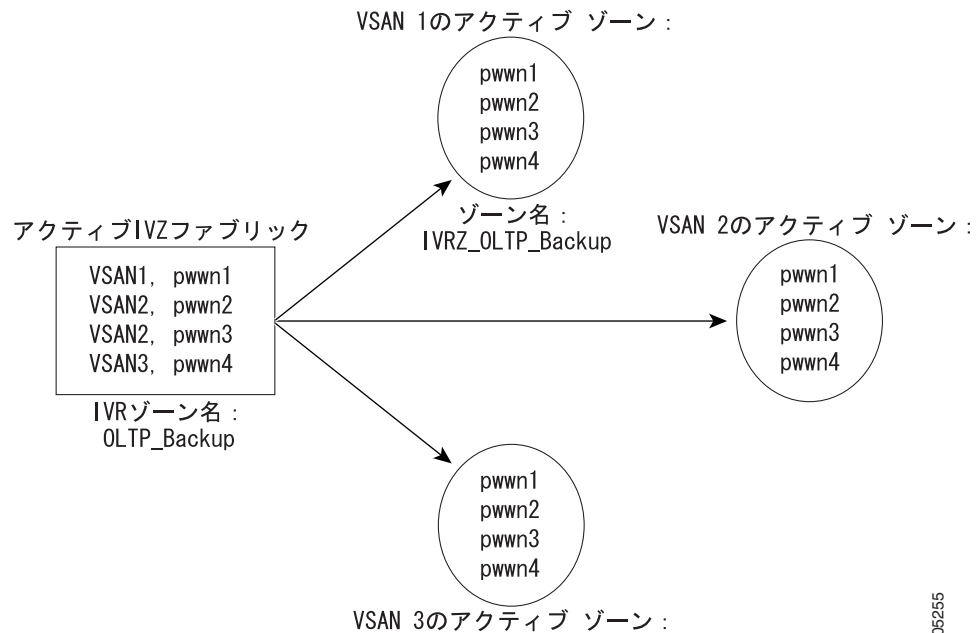 VSAN 1のアクティブ ゾーン：
pwwn1
pwwn2
pwwn3
pwwn4
ゾーン名：
IVRZ_OLTP_Backup
アクティブIVZファブリック
VSAN1, pwwn1
VSAN2, pwwn2
VSAN2, pwwn3
VSAN3, pwwn4
IVRゾーン名：
OLTP_Backup
VSAN 2のアクティブ ゾーン：
pwwn1
pwwn2
pwwn3
pwwn4
pwwn1
pwwn2
pwwn3
pwwn4
VSAN 3のアクティブ ゾーン：
05255